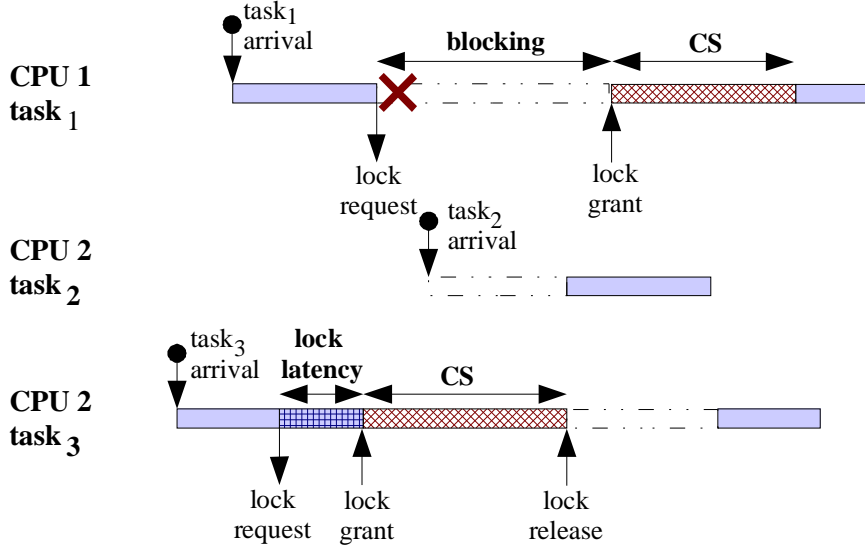 task1
arrival
blocking
CS
CPU 1
task 1
lock
request
lock
grant
task2
arrival
CPU 2
task 2
task3
arrival
lock
latency
CS
CPU 2
task 3
lock
request
lock
grant
lock
release